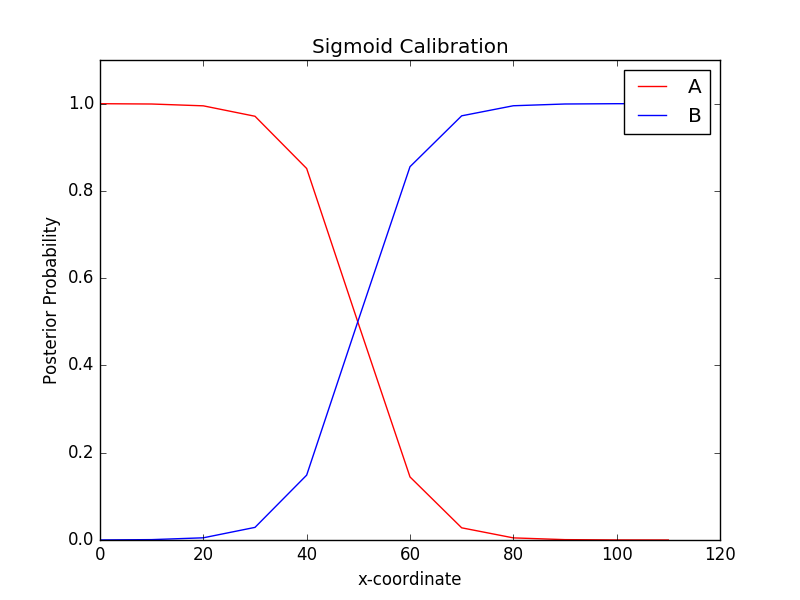 Sigmoid Calibration
A
B
1.0
0.8
0.6
0.4
0.2
0.0
Posterior Probability
0 20 40 60 80 100 120
x-coordinate